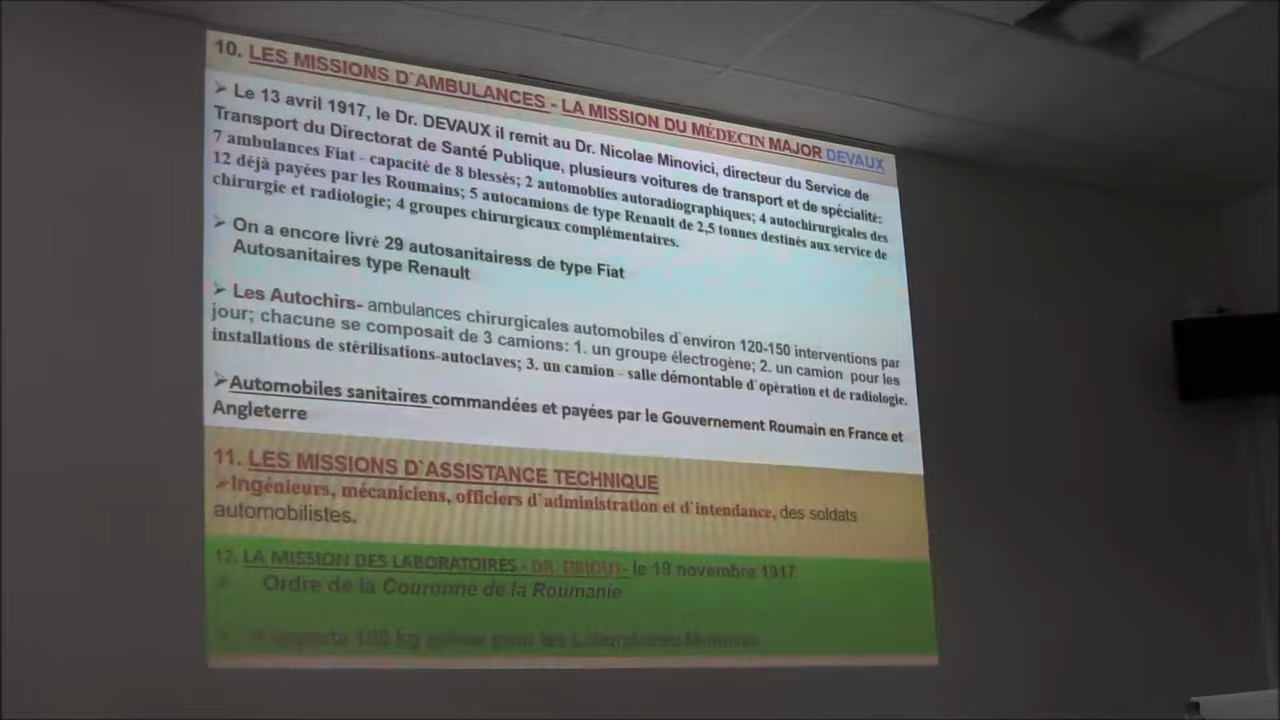 10. LES MISSIONS D`AMBULANCES - LA MISSION DU MÉDECIN MAJOR DEVAUX
➢ Le 13 avril 1917, le Dr. DEVAUX il remit au Dr. Nicolae Minovici, directeur du Service de
Transport du Directorat de Santé Publique, plusieurs voitures de transport et de spécialité:
7 ambulances Fiat - capacité de 8 blessés; 2 automoblies autoradiographiques; 4 autochirurgicales des
12 déjà payées par les Roumains; 5 autocamions de type Renault de 2,5 tonnes destinés aux service de
chirurgie et radiologie; 4 groupes chirurgicaux complémentaires.
➢ On a encore livré 29 autosanitairess de type Fiat
Autosanitaires type Renault
➢ Les Autochirs- ambulances chirurgicales automobiles d`environ 120-150 interventions par
jour; chacune se composait de 3 camions: 1. un groupe électrogène; 2. un camion pour les
installations de stérilisations-autoclaves; 3. un camion - salle démontable d`opération et de radiologie.
➢Automobiles sanitaires commandées et payées par le Gouvernement Roumain en France et
Angleterre
11. LES MISSIONS D`ASSISTANCE TECHNIQUE
➢Ingénieurs, mécaniciens, officiers d`administration et d`intendance, des soldats
automobilistes.
12. LA MISSION DES LABORATOIRES - DR. ORIOUT- le 19 novembre 1917
Ordre de la Couronne de la Roumanie
apporta 100 kg pour les Laboratoires